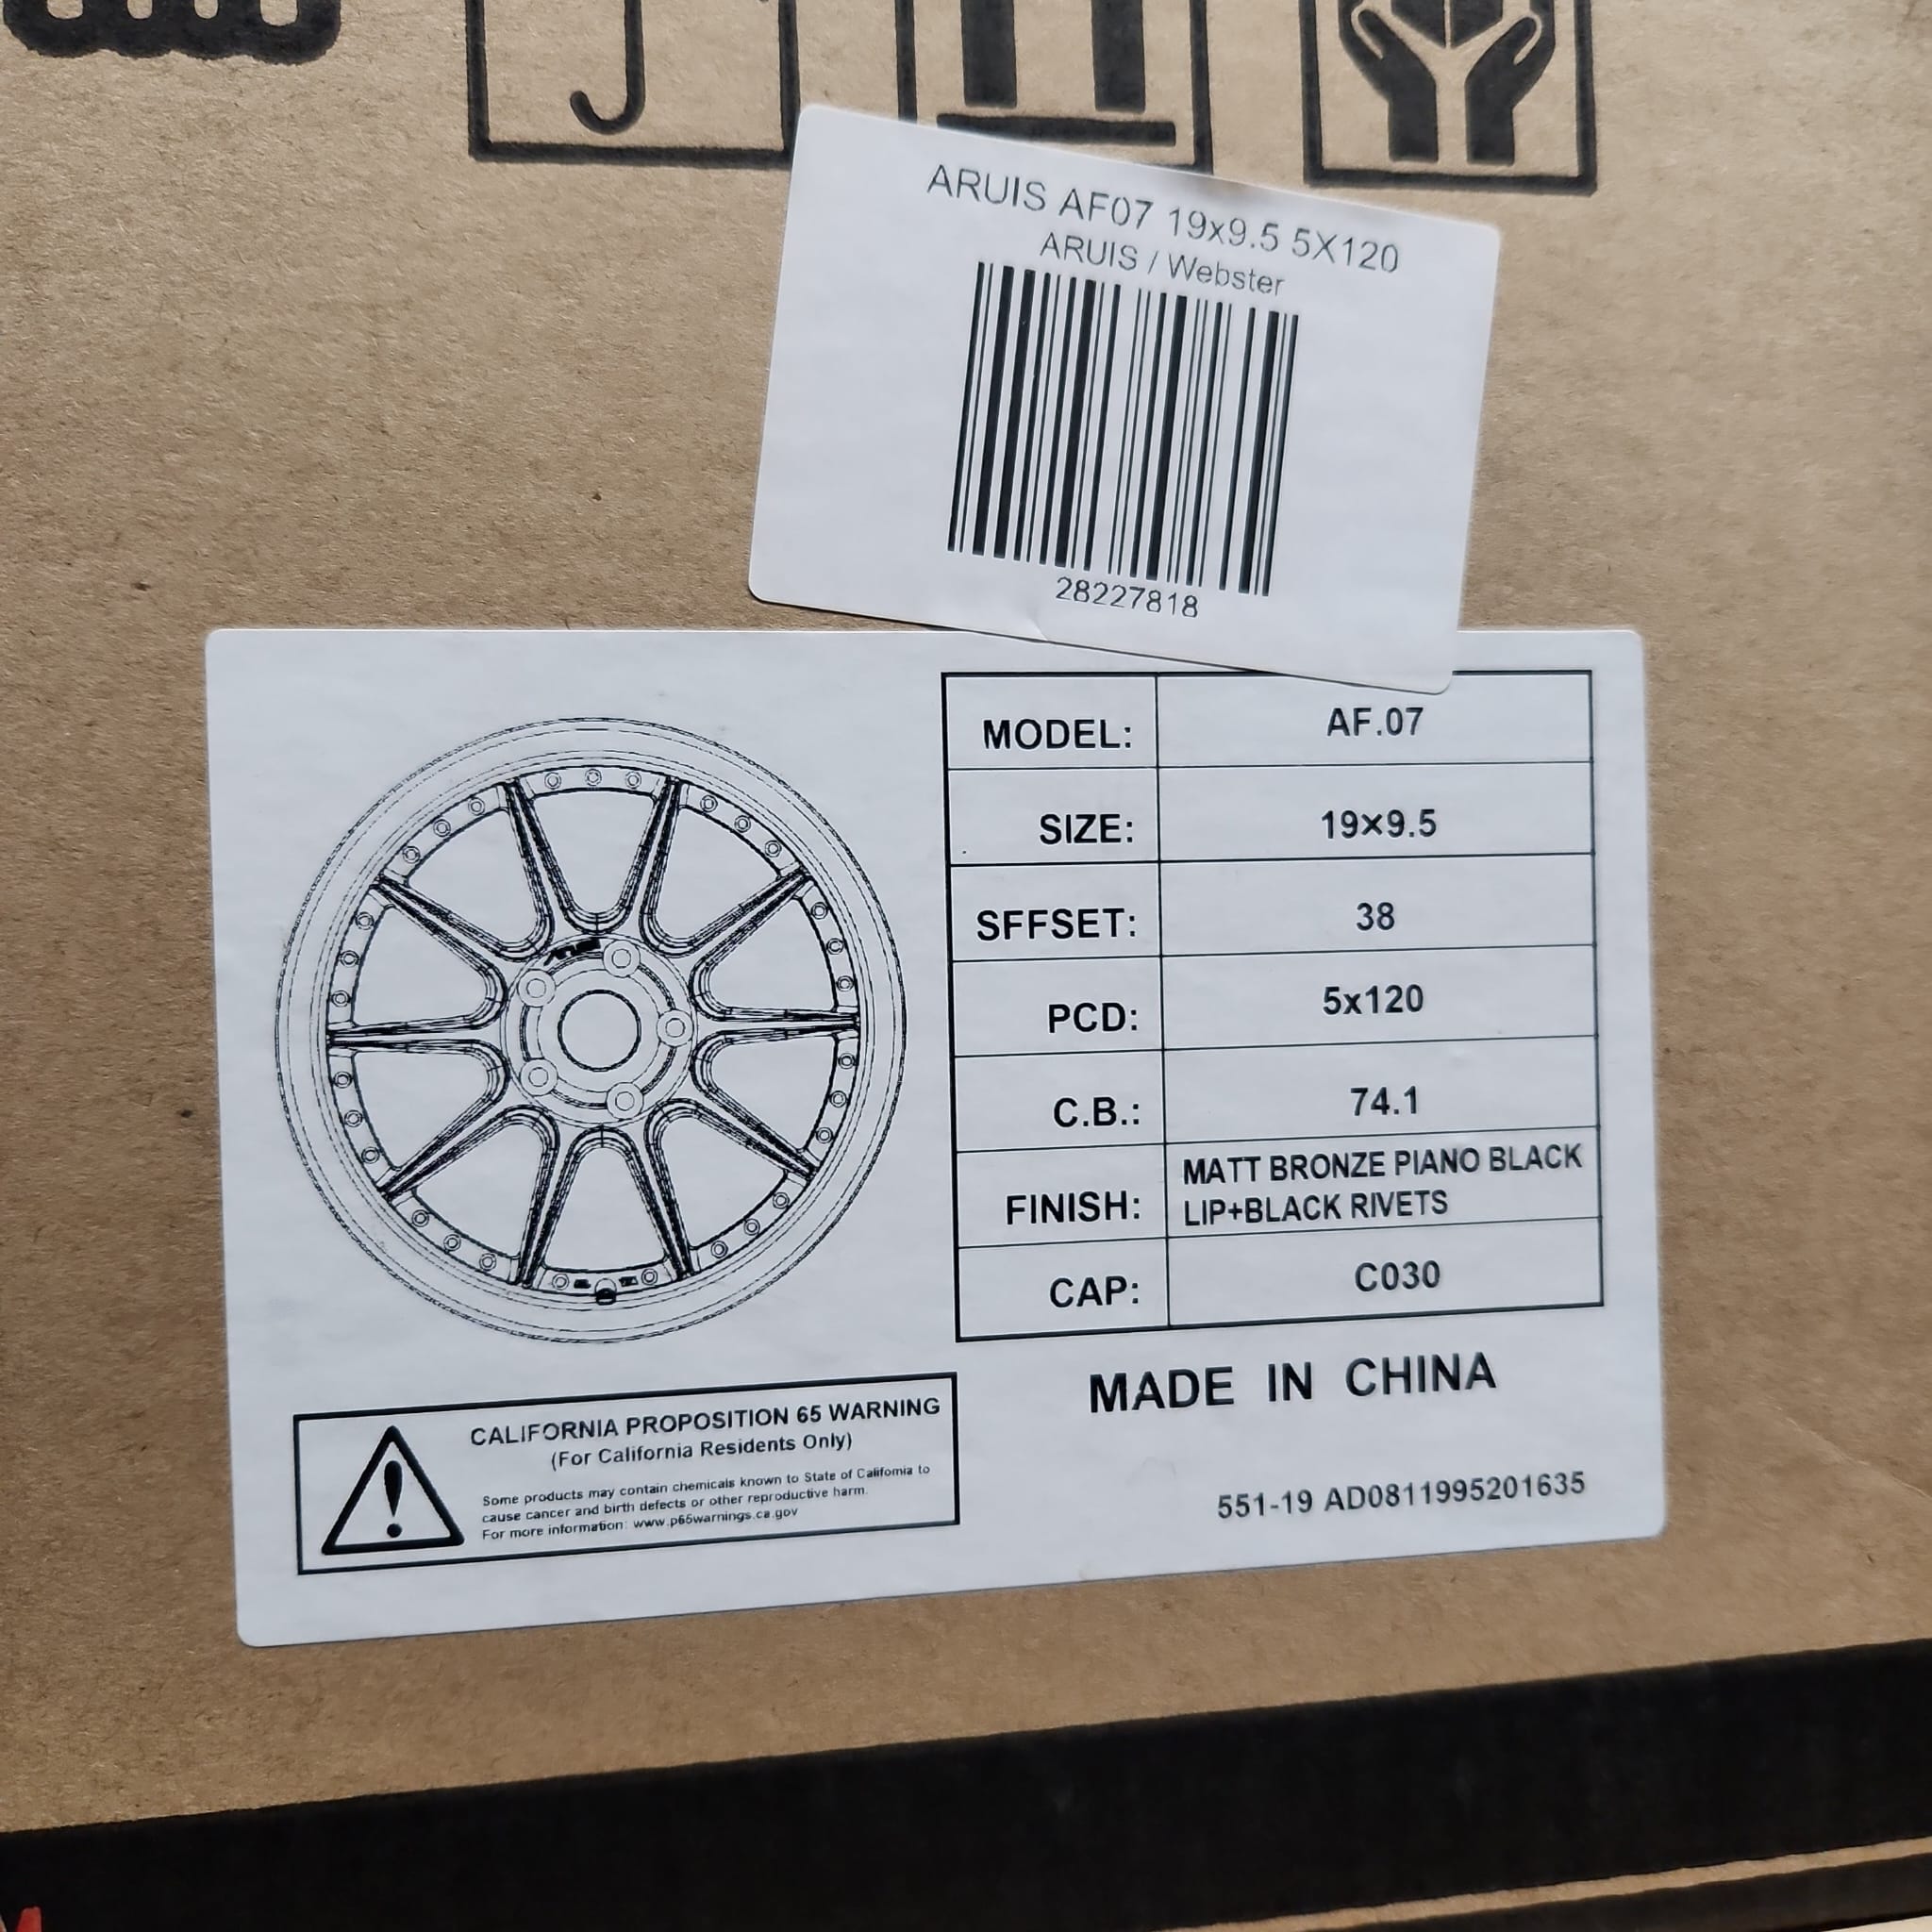 ARUIS AF07 19x9.5 5X120
ARUIS / Webster
28227818
MODEL: AF.07
SIZE: 19×9.5
SFFSET: 38
PCD: 5x120
C.B.: 74.1
FINISH: MATT BRONZE PIANO BLACK
LIP+BLACK RIVETS
CAP: C030
MADE IN CHINA
551-19 AD0811995201635
CALIFORNIA PROPOSITION 65 WARNING
(For California Residents Only)
Some products may contain chemicals known to State of California to
cause cancer and birth defects or other reproductive harm.
For more information: www.p65warnings.ca.gov